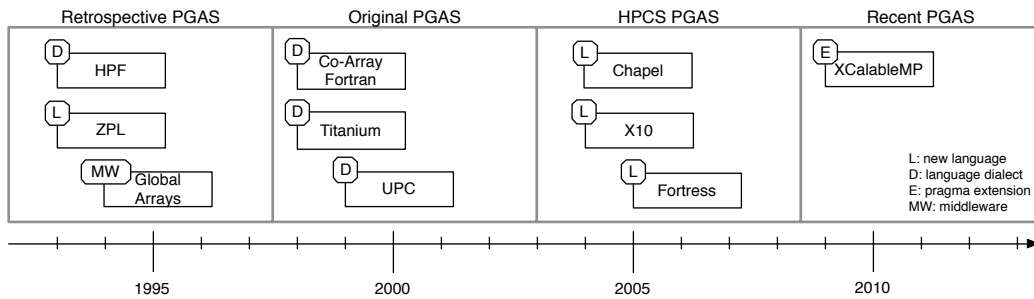 Retrospective PGAS
Original PGAS
HPCS PGAS
Recent PGAS
D
HPF
L
ZPL
MW
Global
Arrays
D
Co-Array
Fortran
D
Titanium
D
UPC
L
Chapel
L
X10
L
Fortress
E
XCalableMP
L: new language
D: language dialect
E: pragma extension
MW: middleware
1995
2000
2005
2010